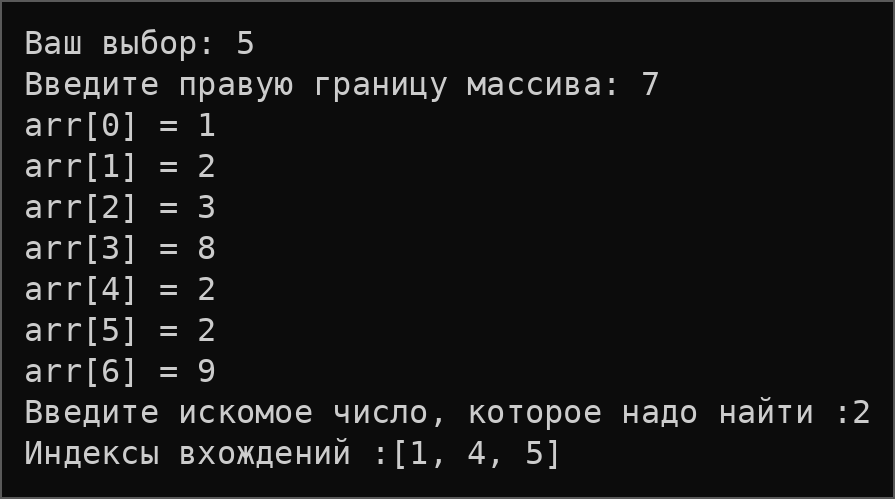 Ваш выбор: 5
Введите правую границу массива: 7
arr[0] = 1
arr[1] = 2
arr[2] = 3
arr[3] = 8
arr[4] = 2
arr[5] = 2
arr[6] = 9
Введите искомое число, которое надо найти :2
Индексы вхождений :[1, 4, 5]